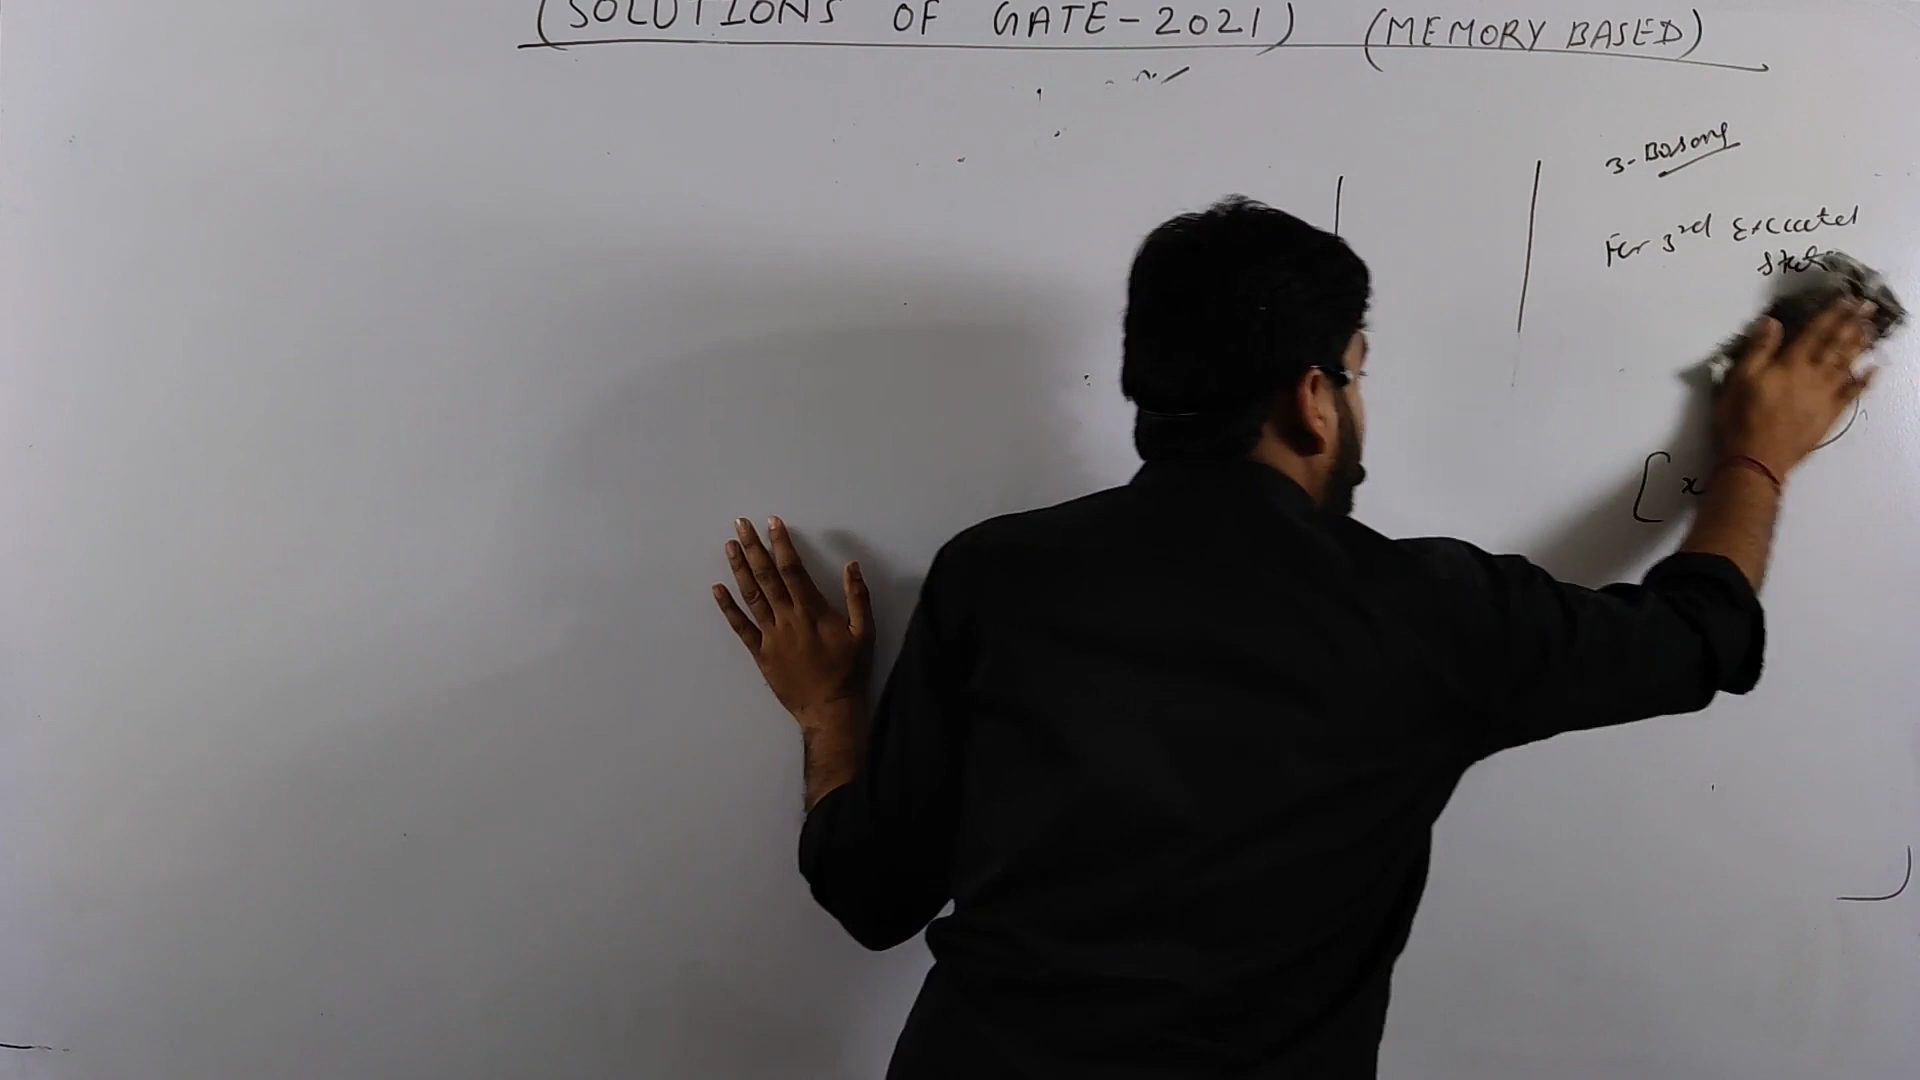 (SOLUTIONS OF GATE-2021) (MEMORY BASED)
3-Bosons
For 3rd Excited
State
[x